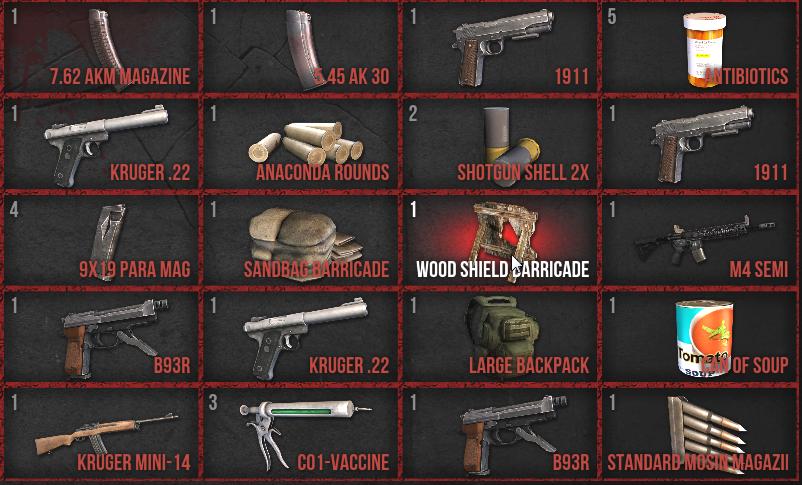 1
7.62 AKM MAGAZINE
1
5.45 AK 30
1
1911
5
ANTIBIOTICS
1
KRUGER .22
1
ANACONDA ROUNDS
2
SHOTGUN SHELL 2X
1
1911
4
9X19 PARA MAG
1
SANDBAG BARRICADE
1
WOOD SHIELD BARRICADE
1
M4 SEMI
1
B93R
1
KRUGER .22
1
LARGE BACKPACK
1
Tomato
soup
CAN OF SOUP
1
KRUGER MINI-14
3
C01-VACCINE
1
B93R
1
STANDARD MOSIN MAGAZII